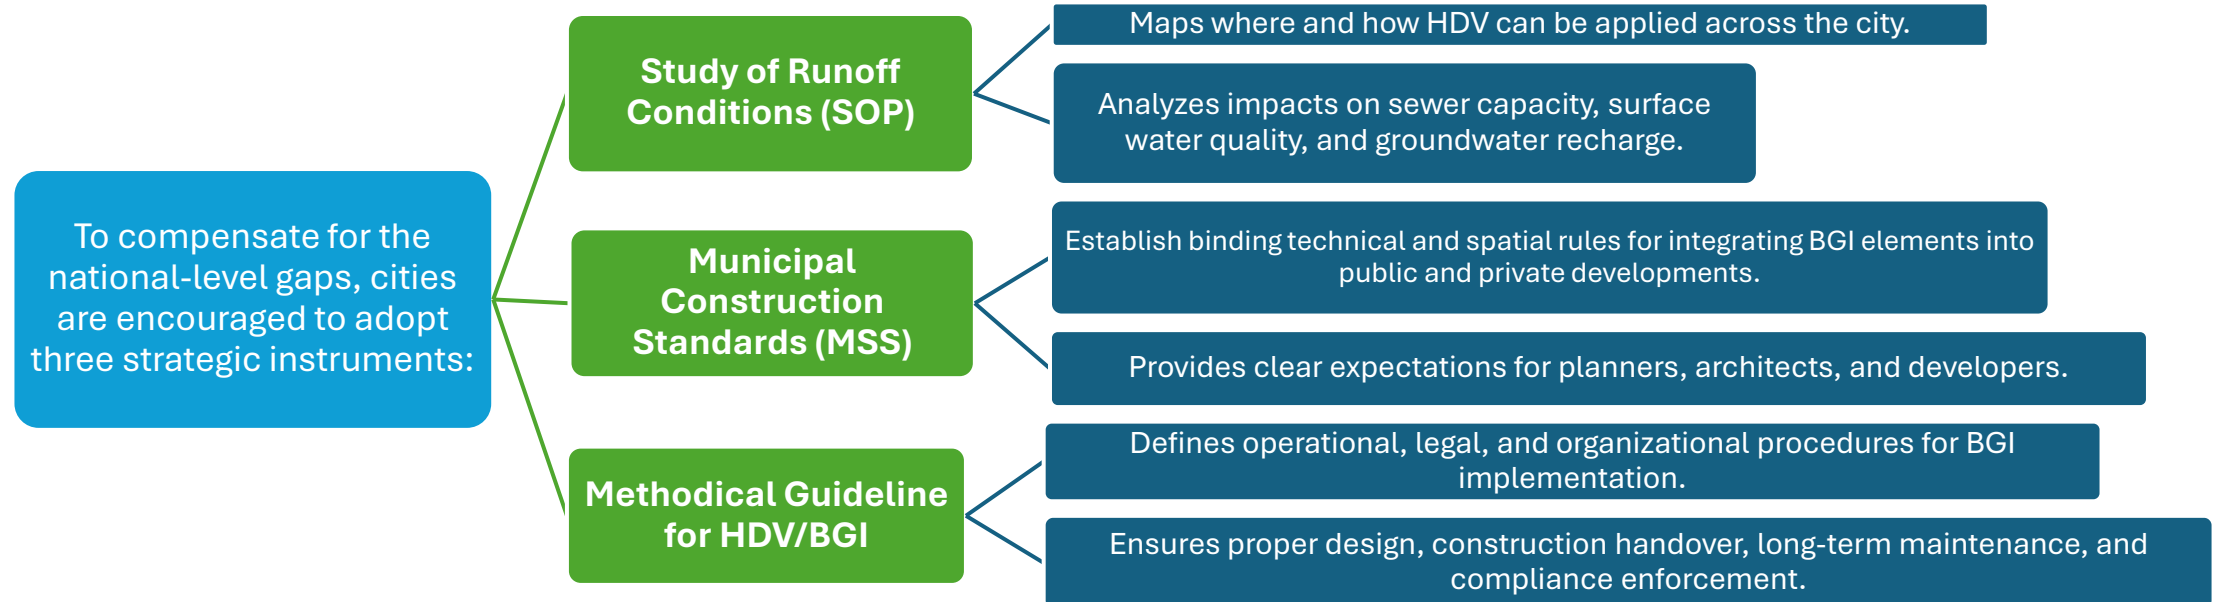 To compensate for the
national-level gaps, cities
are encouraged to adopt
three strategic instruments:
Study of Runoff
Conditions (SOP)
Maps where and how HDV can be applied across the city.
Analyzes impacts on sewer capacity, surface
water quality, and groundwater recharge.
Municipal
Construction
Standards (MSS)
Establish binding technical and spatial rules for integrating BGI elements into
public and private developments.
Provides clear expectations for planners, architects, and developers.
Methodical Guideline
for HDV/BGI
Defines operational, legal, and organizational procedures for BGI
implementation.
Ensures proper design, construction handover, long-term maintenance, and
compliance enforcement.